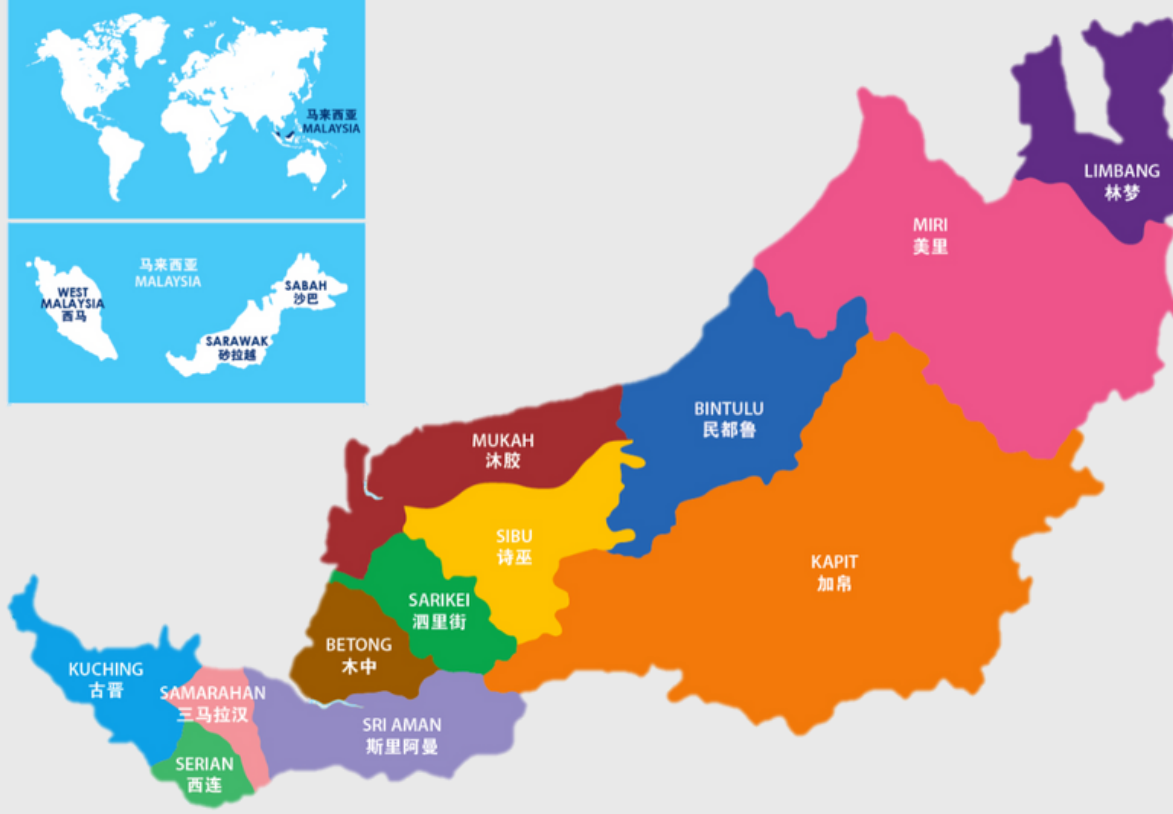 马来西亚
MALAYSIA
马来西亚
MALAYSIA
WEST
MALAYSIA
西马
SABAH
沙巴
SARAWAK
砂拉越
LIMBANG
林梦
MIRI
美里
BINTULU
民都鲁
MUKAH
沐胶
SIBU
诗巫
KAPIT
加帛
SARIKEI
泗里街
BETONG
木中
KUCHING
古晋
SAMARAHAN
三马拉汉
SRI AMAN
斯里阿曼
SERIAN
西连